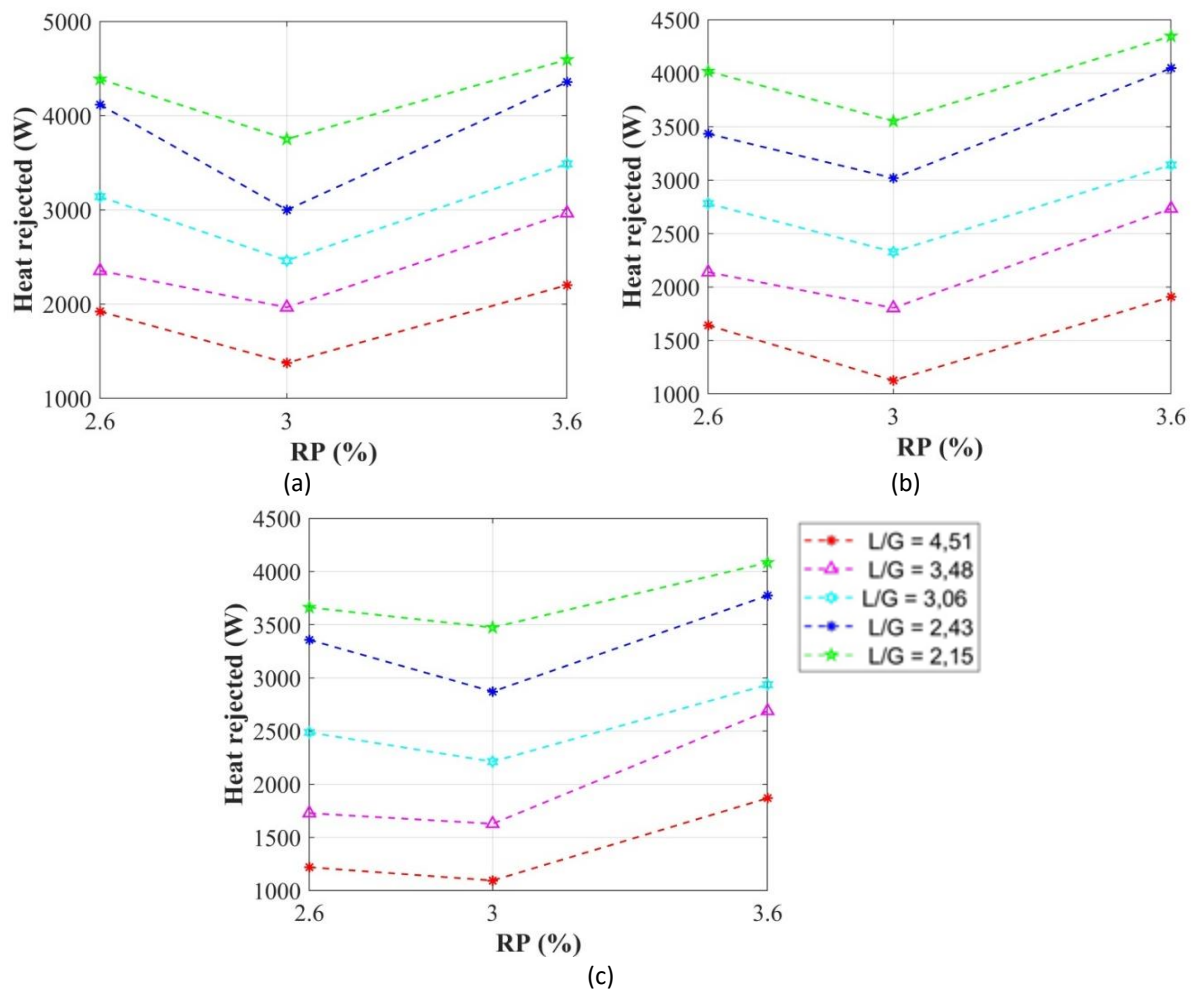 5000
4000
3000
2000
1000
Heat rejected (W)
2.6 3 3.6
RP (%)
(a)
4500
4000
3500
3000
2500
2000
1500
1000
Heat rejected (W)
2.6 3 3.6
RP (%)
(b)
4500
4000
3500
3000
2500
2000
1500
1000
Heat rejected (W)
2.6 3 3.6
RP (%)
(c)
L/G = 4,51
L/G = 3,48
L/G = 3,06
L/G = 2,43
L/G = 2,15